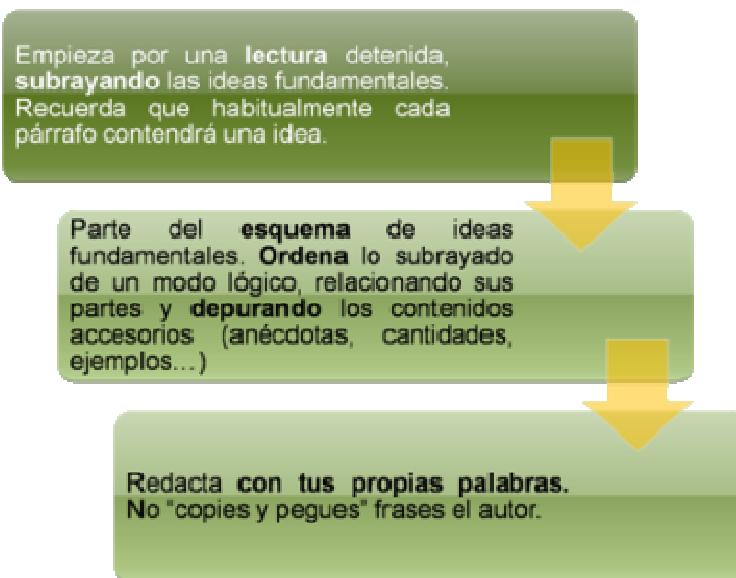 Empieza por una lectura detenida,
subrayando las ideas fundamentales.
Recuerda que habitualmente cada
párrafo contendrá una idea.
Parte del esquema de ideas
fundamentales. Ordena lo subrayado
de un modo lógico, relacionando sus
partes y depurando los contenidos
accesorios (anécdotas, cantidades,
ejemplos...)
Redacta con tus propias palabras.
No "copies y pegues" frases el autor.